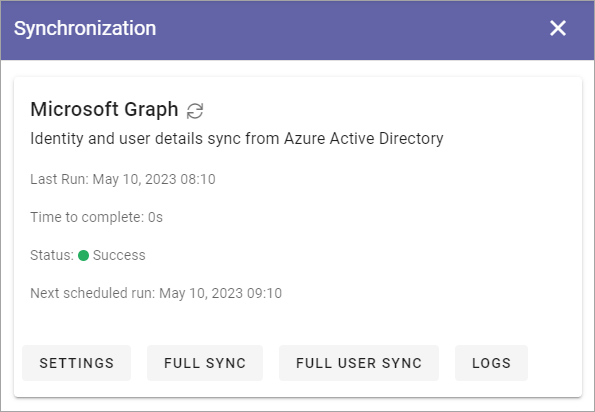 Synchronization
Microsoft Graph
Identity and user details sync from Azure Active Directory
Last Run: May 10, 2023 08:10
Time to complete: 0s
Status: Success
Next scheduled run: May 10, 2023 09:10
SETTINGS FULL SYNC FULL USER SYNC LOGS